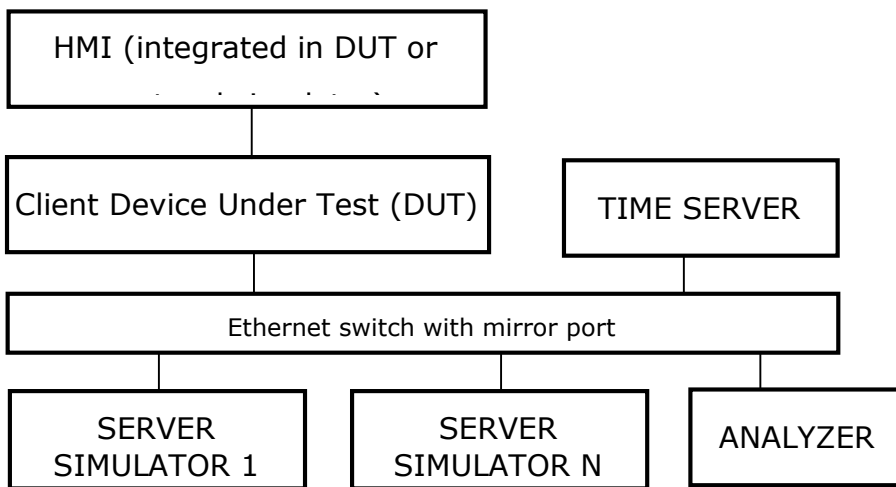 HMI (integrated in DUT or
Client Device Under Test (DUT)
TIME SERVER
Ethernet switch with mirror port
SERVER
SIMULATOR 1
SERVER
SIMULATOR N
ANALYZER